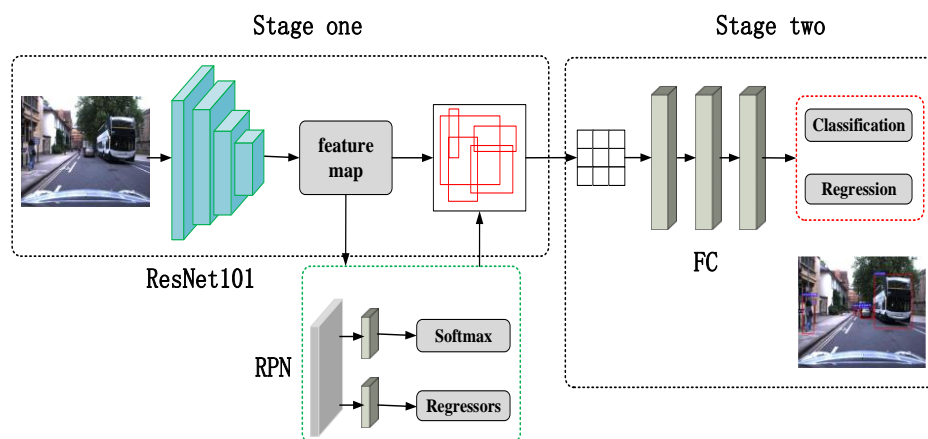 Stage one
Stage two
feature
map
Classification
Regression
ResNet101
FC
RPN
Softmax
Regressors